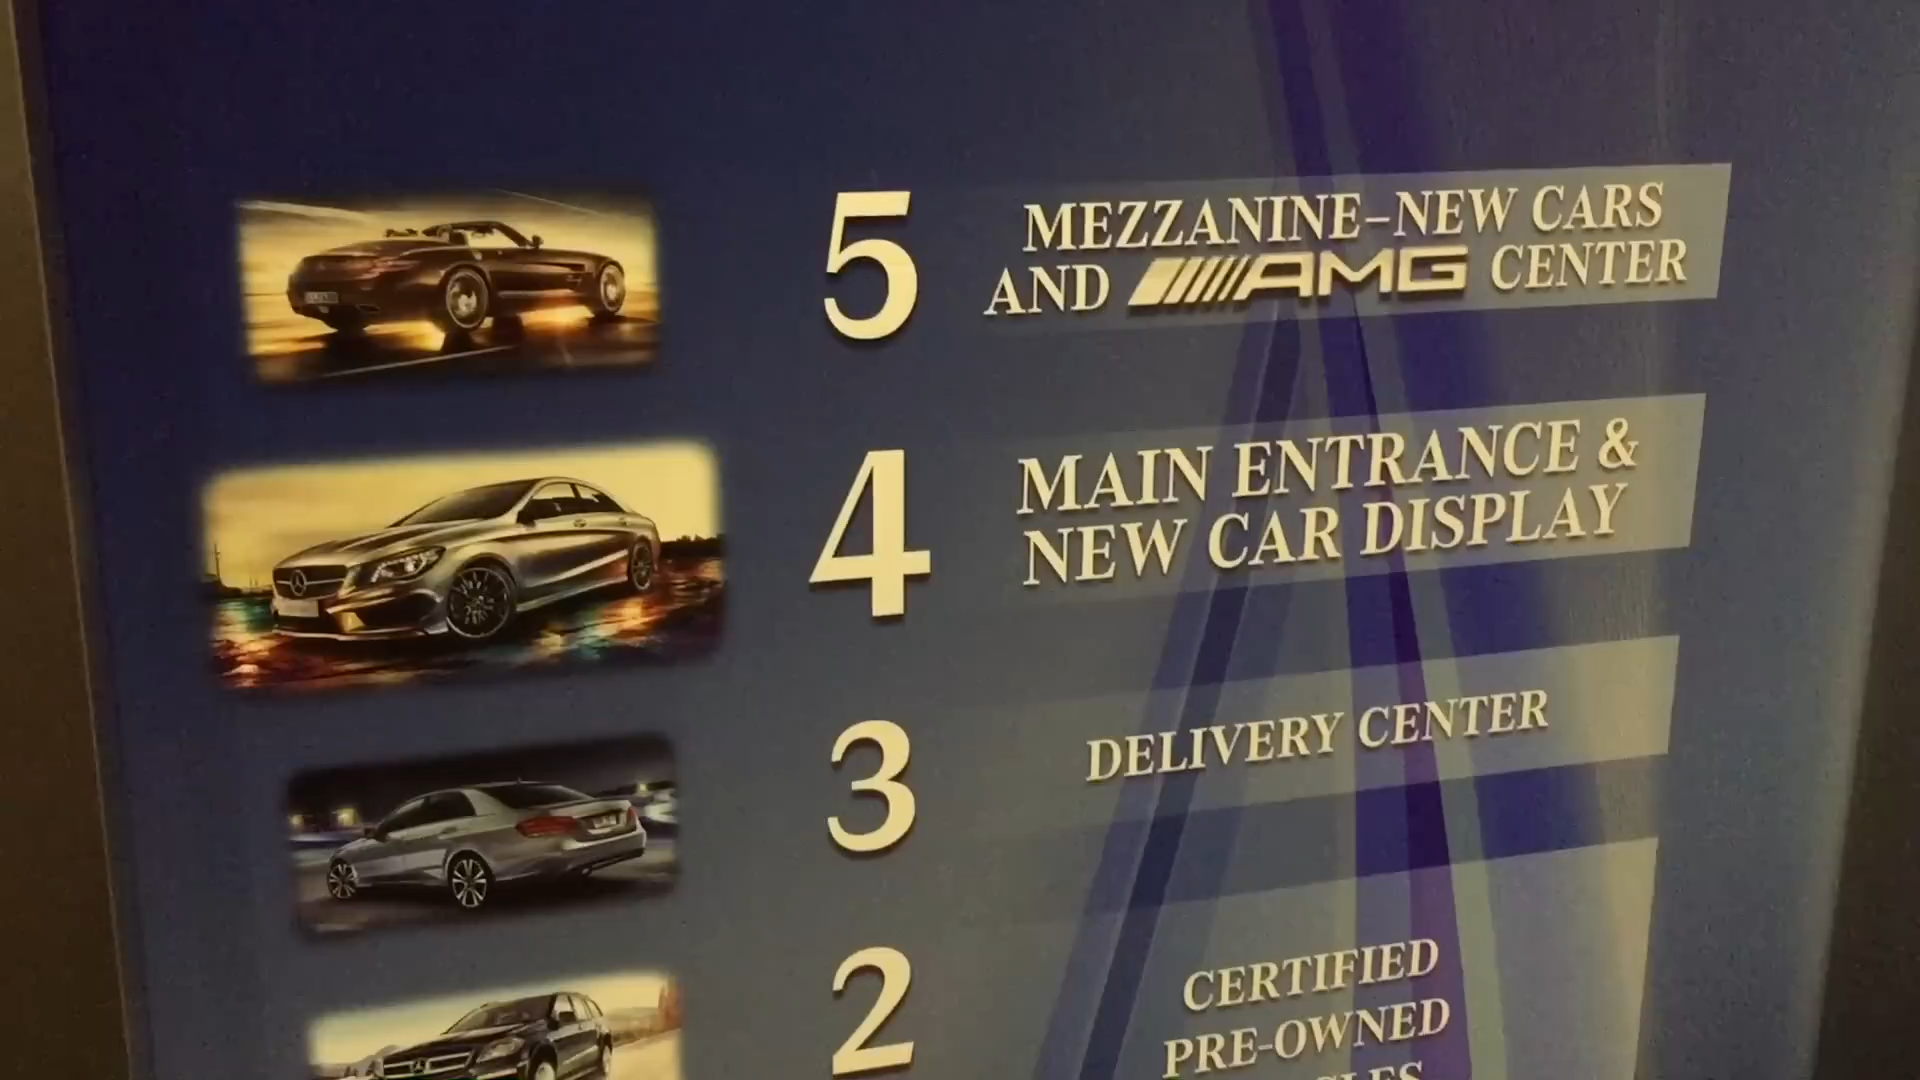 5
MEZZANINE-NEW CARS
AND AMG CENTER
4
MAIN ENTRANCE &
NEW CAR DISPLAY
3
DELIVERY CENTER
2
CERTIFIED
PRE-OWNED